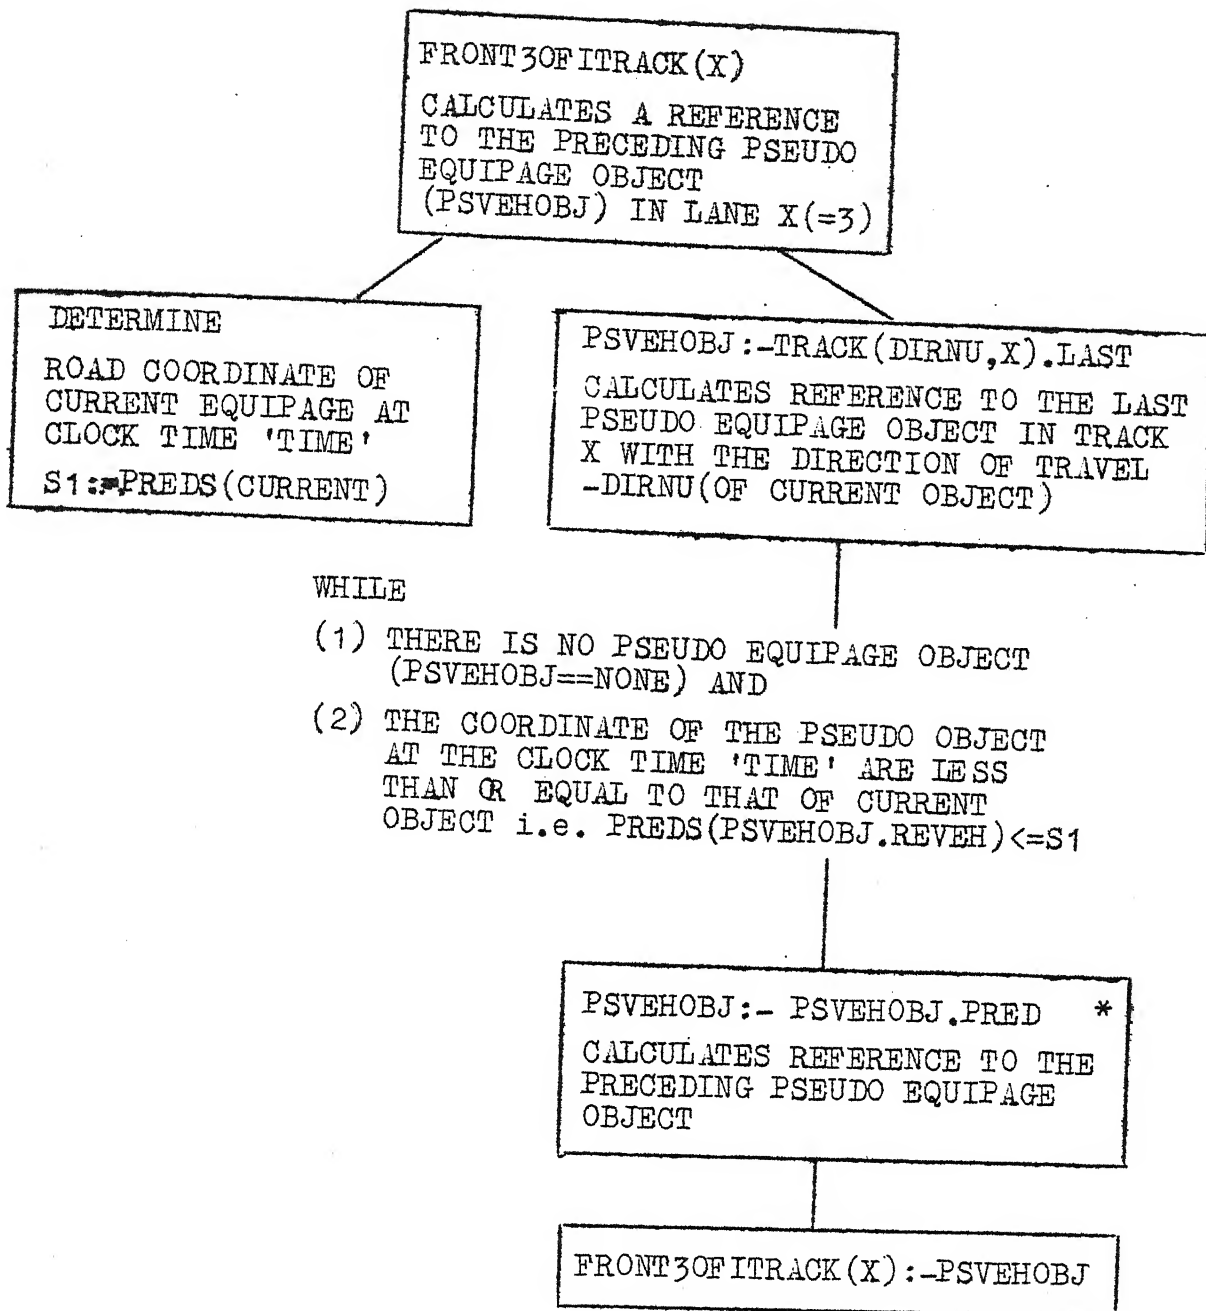 FRONT3OFITRACK(X)
CALCULATES A REFERENCE
TO THE PRECEDING PSEUDO
EQUIPAGE OBJECT
(PSVEHOBJ) IN LANE X(=3)
DETERMINE
ROAD COORDINATE OF
CURRENT EQUIPAGE AT
CLOCK TIME 'TIME'
S1:=PREDS(CURRENT)
PSVEHOBJ:-TRACK(DIRNU,X).LAST
CALCULATES REFERENCE TO THE LAST
PSEUDO EQUIPAGE OBJECT IN TRACK
X WITH THE DIRECTION OF TRAVEL
-DIRNU(OF CURRENT OBJECT)
WHILE
(1) THERE IS NO PSEUDO EQUIPAGE OBJECT
(PSVEHOBJ==NONE) AND
(2) THE COORDINATE OF THE PSEUDO OBJECT
AT THE CLOCK TIME 'TIME' ARE LESS
THAN OR EQUAL TO THAT OF CURRENT
OBJECT i.e. PREDS(PSVEHOBJ.REVEH)<=S1
PSVEHOBJ:- PSVEHOBJ.PRED *
CALCULATES REFERENCE TO THE
PRECEDING PSEUDO EQUIPAGE
OBJECT
FRONT3OFITRACK(X):-PSVEHOBJ